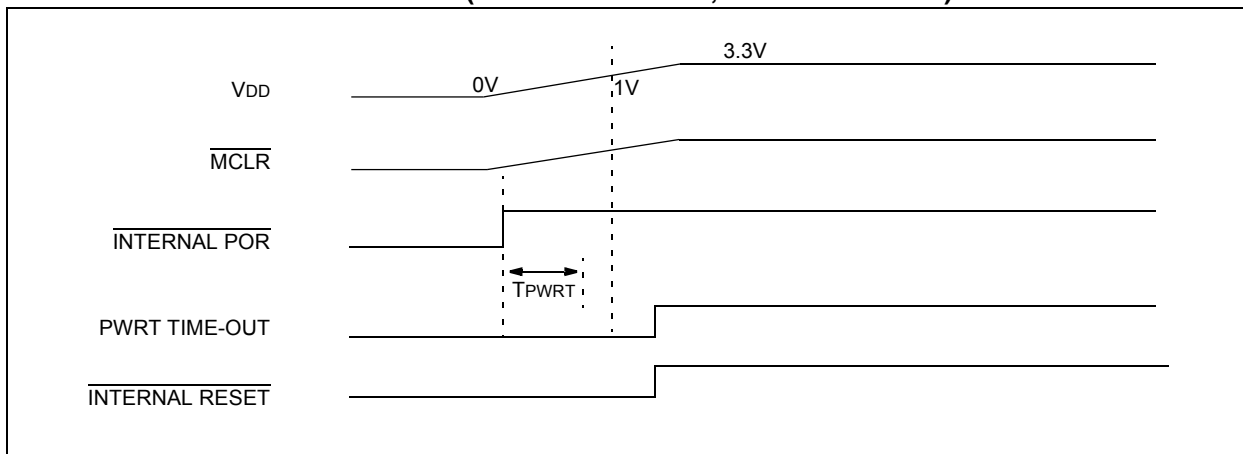 3.3V
VDD
0V
1V
MCLR
INTERNAL POR
TPWRT
PWRT TIME-OUT
INTERNAL RESET